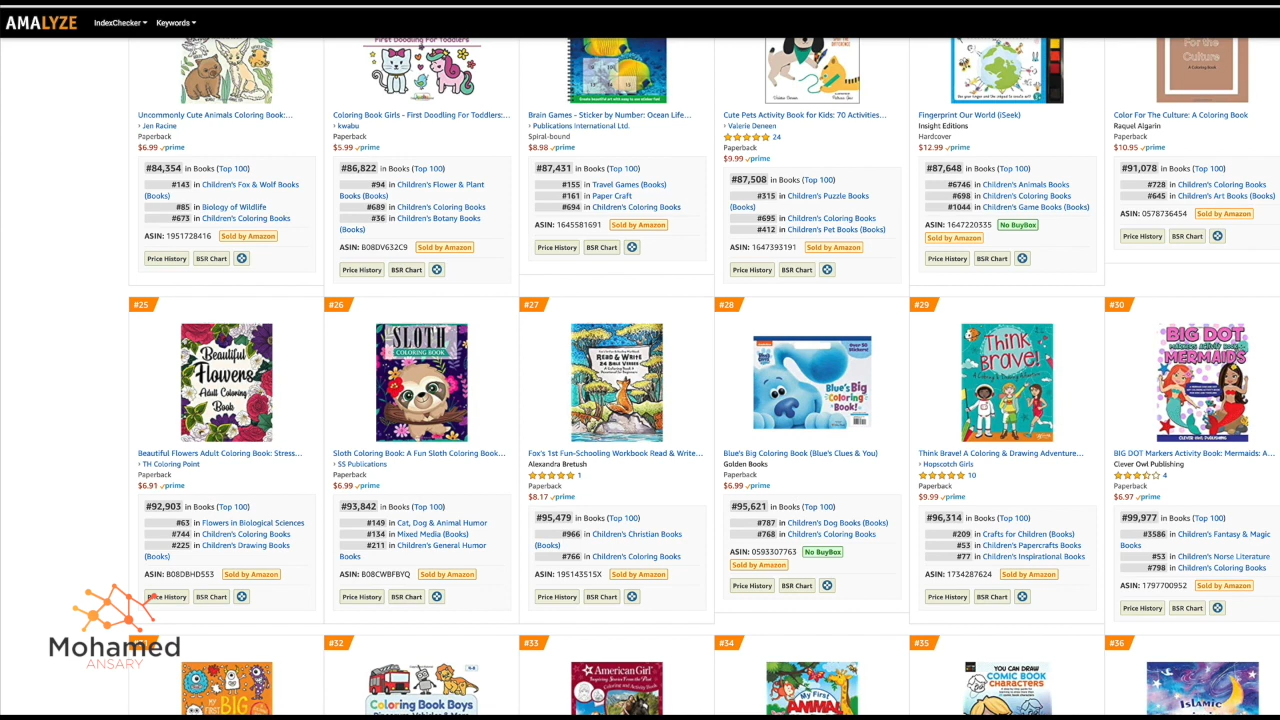 AMALYZE IndexChecker Keywords
First Doodling For Toddlers
For the
Culture
A Coloring Book
Uncommonly Cute Animals Coloring Book:...
› Jen Racine
Paperback
$6.99 prime
#84,354 in Books (Top 100)
#143 in Children's Fox & Wolf Books
(Books)
#85 in Biology of Wildlife
#673 in Children's Coloring Books
ASIN: 1951728416 Sold by Amazon
Price History BSR Chart
Coloring Book Girls - First Doodling For Toddlers:...
› kwabu
Paperback
$5.99 prime
#86,822 in Books (Top 100)
#94 in Children's Flower & Plant
Books (Books)
#689 in Children's Coloring Books
#36 in Children's Botany Books
(Books)
ASIN: B08DV632C9 Sold by Amazon
Price History BSR Chart
Brain Games - Sticker by Number: Ocean Life...
› Publications International Ltd.
Spiral-bound
$8.98 prime
#87,431 in Books (Top 100)
#155 in Travel Games (Books)
#161 in Paper Craft
#694 in Children's Coloring Books
ASIN: 1645581691 Sold by Amazon
Price History BSR Chart
Cute Pets Activity Book for Kids: 70 Activities...
› Valerie Deneen
24
Paperback
$9.99 prime
#87,508 in Books (Top 100)
#315 in Children's Puzzle Books
(Books)
#695 in Children's Coloring Books
#412 in Children's Pet Books (Books)
ASIN: 1647393191 Sold by Amazon
Price History BSR Chart
Fingerprint Our World (iSeek)
Insight Editions
Hardcover
$12.99 prime
#87,648 in Books (Top 100)
#6746 in Children's Animals Books
#698 in Children's Coloring Books
#1044 in Children's Game Books (Books)
ASIN: 1647220335 No BuyBox
Sold by Amazon
Price History BSR Chart
Color For The Culture: A Coloring Book
Raquel Algarin
Paperback
$10.95 prime
#91,078 in Books (Top 100)
#728 in Children's Coloring Books
#645 in Children's Art Books (Books)
ASIN: 0578736454 Sold by Amazon
Price History BSR Chart
#25
Beautiful
Flowers
Adult Coloring
Book
Beautiful Flowers Adult Coloring Book: Stress...
› TH Coloring Point
Paperback
$6.91 prime
#92,903 in Books (Top 100)
#63 in Flowers in Biological Sciences
#744 in Children's Coloring Books
#225 in Children's Drawing Books
(Books)
ASIN: B08DBHD553 Sold by Amazon
Price History BSR Chart
#26
SLOTH
COLORING BOOK
Sloth Coloring Book: A Fun Sloth Coloring Book...
› SS Publications
Paperback
$6.99 prime
#93,842 in Books (Top 100)
#149 in Cat, Dog & Animal Humor
#134 in Mixed Media (Books)
#211 in Children's General Humor
Books
ASIN: B08CWBFBYQ Sold by Amazon
Price History BSR Chart
#27
READ & WRITE
24 BIBLE VERSES
Fox's 1st Fun-Schooling Workbook Read & Write...
Alexandra Bretush
1
Paperback
$8.17 prime
#95,479 in Books (Top 100)
#966 in Children's Christian Books
(Books)
#766 in Children's Coloring Books
ASIN: 195143515X Sold by Amazon
Price History BSR Chart
#28
Blue's Big
Coloring
Book!
Blue's Big Coloring Book (Blue's Clues & You)
Golden Books
Paperback
$6.99 prime
#95,621 in Books (Top 100)
#787 in Children's Dog Books (Books)
#768 in Children's Coloring Books
ASIN: 0593307763 No BuyBox
Sold by Amazon
Price History BSR Chart
#29
Think
Brave!
Think Brave! A Coloring & Drawing Adventure...
› Hopscotch Girls
10
Paperback
$9.99 prime
#96,314 in Books (Top 100)
#209 in Crafts for Children (Books)
#53 in Children's Papercrafts Books
#77 in Children's Inspirational Books
ASIN: 1734287624 Sold by Amazon
Price History BSR Chart
#30
BIG DOT
MARKERS ACTIVITY BOOK
MERMAIDS
CLEVER OWL PUBLISHING
BIG DOT Markers Activity Book: Mermaids: A...
Clever Owl Publishing
4
Paperback
$6.97 prime
#99,977 in Books (Top 100)
#3586 in Children's Fantasy & Magic
Books
#53 in Children's Norse Literature
#798 in Children's Coloring Books
ASIN: 1797700952 Sold by Amazon
Price History BSR Chart
Mohamed
ANSARY
#32
Coloring Book Boys
#33
American Girl
#34
My First
ANIMAL
#35
YOU CAN DRAW
COMIC BOOK
CHARACTERS
#36
Islamic
MY FIRST
BIG